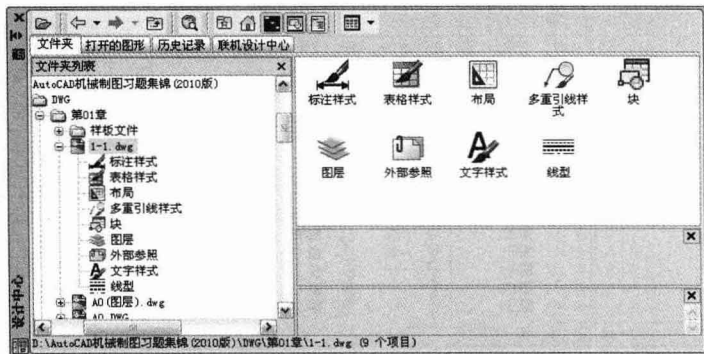 文件夹 打开的图形 历史记录 联机设计中心
文件夹列表
AutoCAD机械制图习题集锦(2010版)
DWG
第01章
样板文件
1-1.dwg
标注样式
表格样式
布局
多重引线样式
块
图层
外部参照
文字样式
线型
A0(图层).dwg
A0.DWG
标注样式 表格样式 布局 多重引线样式 块
图层 外部参照 文字样式 线型
设计中心
D:\AutoCAD机械制图习题集锦(2010版)\DWG\第01章\1-1.dwg (9 个项目)